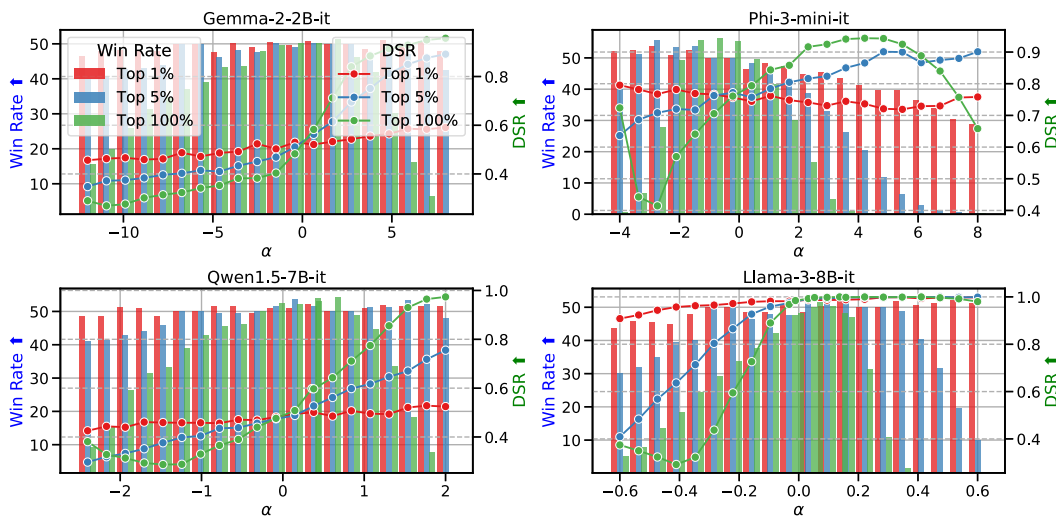 Gemma-2-2B-it
Win Rate ⬆
50
40
30
20
10
Win Rate
Top 1%
Top 5%
Top 100%
DSR
Top 1%
Top 5%
Top 100%
0.8
0.6
0.4
DSR ⬆
−10
−5
0
5
α
Phi-3-mini-it
Win Rate ⬆
50
40
30
20
10
0
0.9
0.8
0.7
0.6
0.5
0.4
DSR ⬆
−4
−2
0
2
4
6
8
α
Qwen1.5-7B-it
Win Rate ⬆
50
40
30
20
10
1.0
0.8
0.6
0.4
DSR ⬆
−2
−1
0
1
2
α
Llama-3-8B-it
Win Rate ⬆
50
40
30
20
10
1.0
0.8
0.6
0.4
DSR ⬆
−0.6
−0.4
−0.2
0.0
0.2
0.4
0.6
α